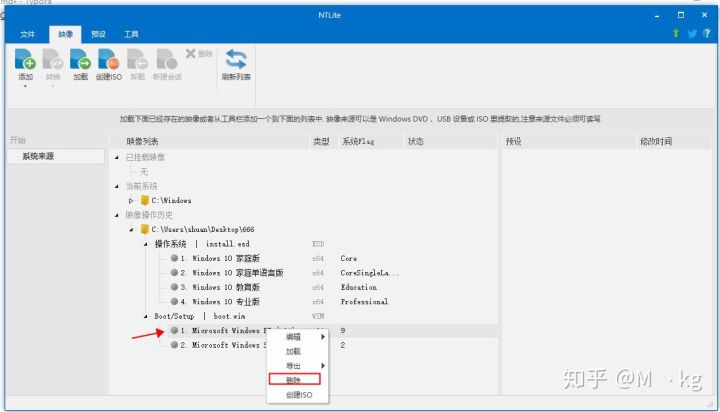 md• - Typora
NTLite
文件 映像 预设 工具
添加 转换 加载 创建ISO 卸载 新建会话 删除 刷新列表
加载下面已经存在的映像或者从工具栏添加一个到下面的列表中. 映像来源可以是 Windows DVD ,  USB 设备或 ISO 里提取的,注意来源文件必须可读写.
开始 映像列表 类型 系统Flag 状态 预设 修改时间
系统来源 已挂载映像
无
当前系统
C:\Windows
映像操作历史
C:\Users\shuan\Desktop\666
操作系统 | install.esd ESD
1. Windows 10 家庭版 x64 Core
2. Windows 10 家庭单语言版 x64 CoreSingleLa...
3. Windows 10 教育版 x64 Education
4. Windows 10 专业版 x64 Professional
Boot/Setup | boot.wim WIM
1. Microsoft Windows 9
2. Microsoft Windows 2
编辑
加载
导出
删除
创建ISO
知乎 @M丶kg